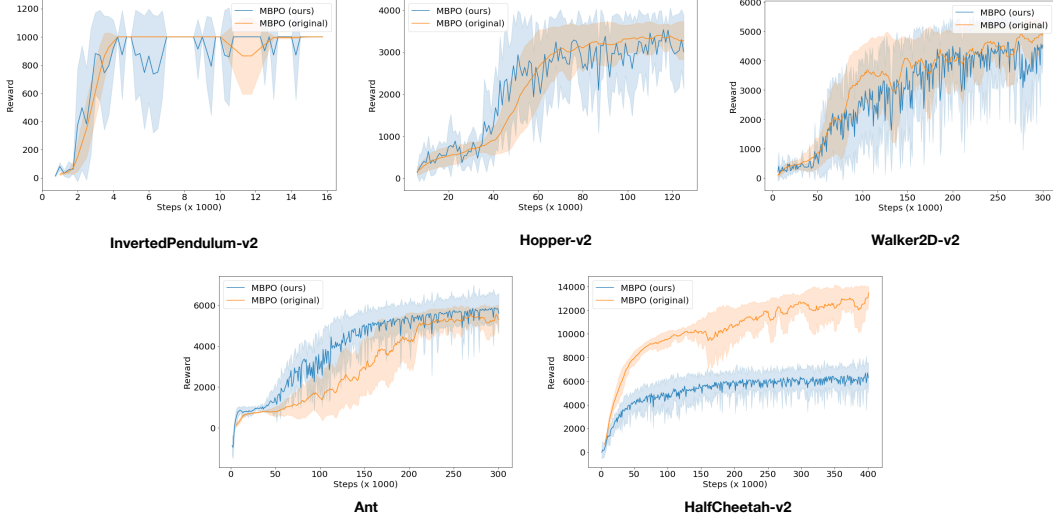 1200
1000
800
600
400
200
0
Reward
0
2
4
6
8
10
12
14
16
Steps (x 1000)
MBPO (ours)
MBPO (original)
InvertedPendulum-v2
4000
3000
2000
1000
0
Reward
20
40
60
80
100
120
Steps (x 1000)
MBPO (ours)
MBPO (original)
Hopper-v2
6000
5000
4000
3000
2000
1000
0
Reward
0
50
100
150
200
250
300
Steps (x 1000)
MBPO (ours)
MBPO (original)
Walker2D-v2
6000
4000
2000
0
Reward
0
50
100
150
200
250
300
Steps (x 1000)
MBPO (ours)
MBPO (original)
Ant
14000
12000
10000
8000
6000
4000
2000
0
Reward
0
50
100
150
200
250
300
350
400
Steps (x 1000)
MBPO (ours)
MBPO (original)
HalfCheetah-v2